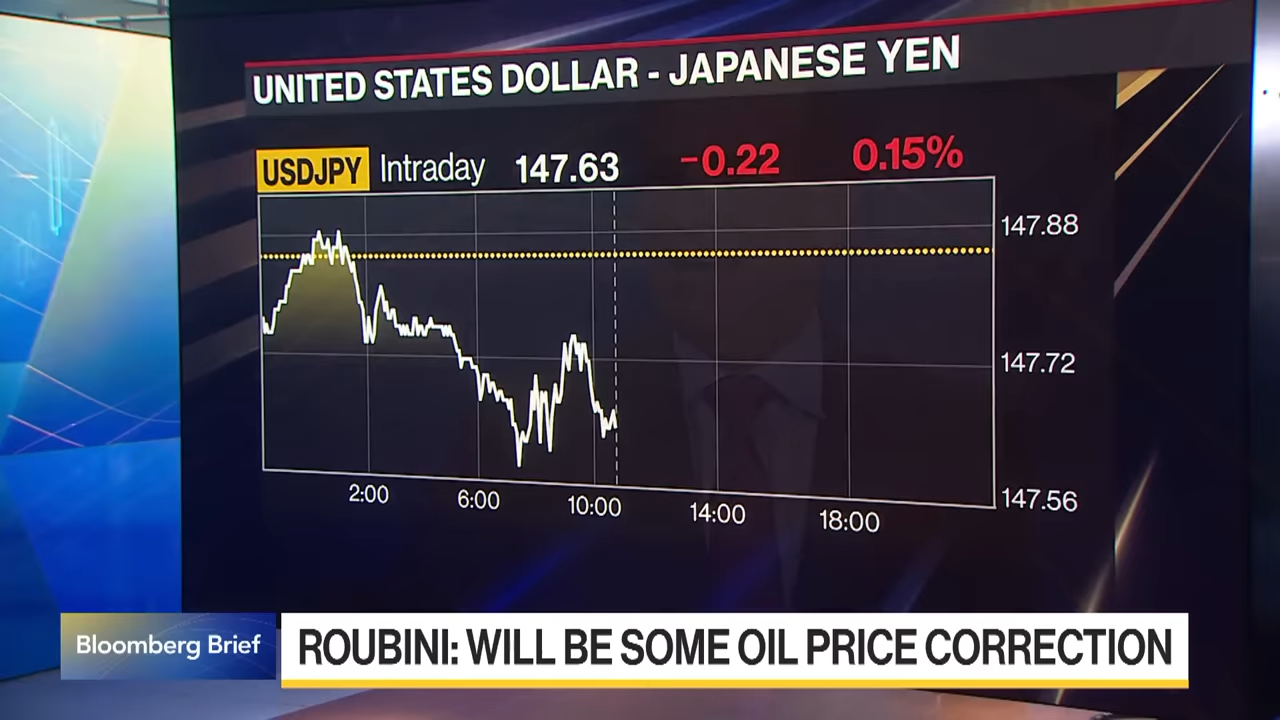 UNITED STATES DOLLAR - JAPANESE YEN
USDJPY Intraday 147.63 -0.22 0.15%
147.88
147.72
147.56
2:00 6:00 10:00 14:00 18:00
Bloomberg Brief
ROUBINI: WILL BE SOME OIL PRICE CORRECTION